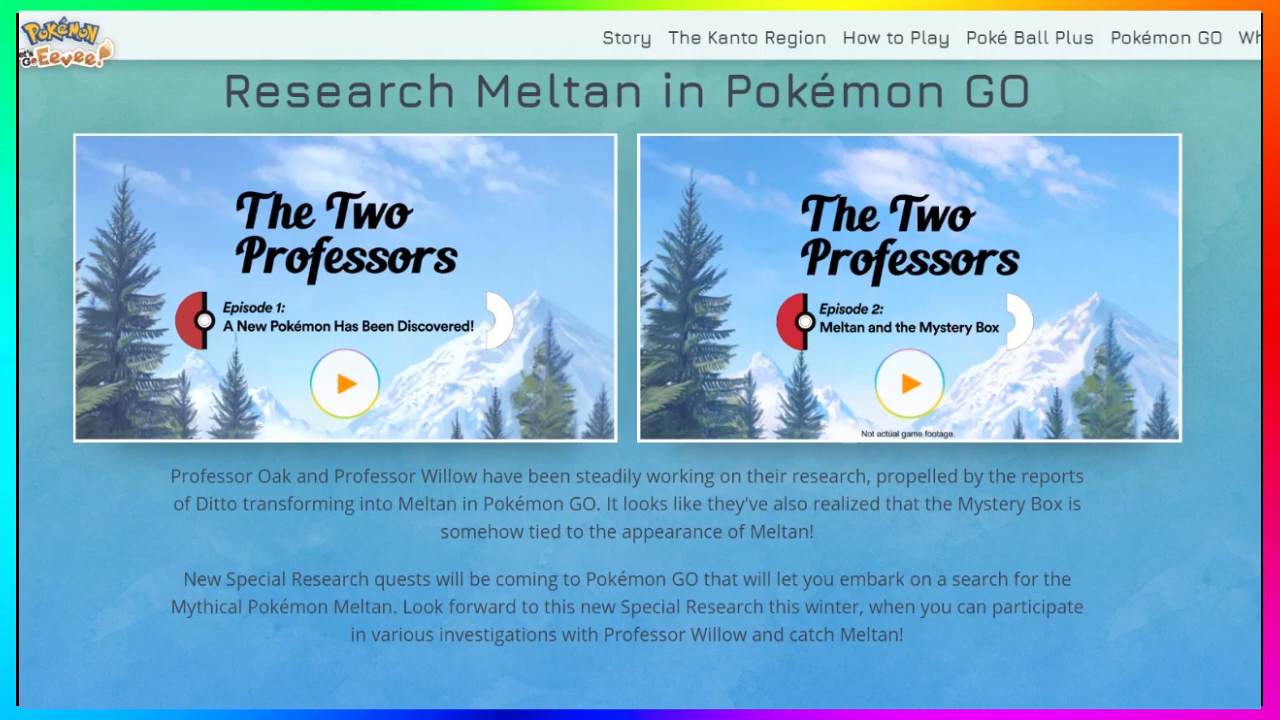 POKéMON
Let's
Go Eevee!
Story The Kanto Region How to Play Poké Ball Plus Pokémon GO Wh
Research Meltan in Pokémon GO
The Two
Professors
Episode 1:
A New Pokémon Has Been Discovered!
The Two
Professors
Episode 2:
Meltan and the Mystery Box
Not actual game footage.
Professor Oak and Professor Willow have been steadily working on their research, propelled by the reports
of Ditto transforming into Meltan in Pokémon GO. It looks like they've also realized that the Mystery Box is
somehow tied to the appearance of Meltan!
New Special Research quests will be coming to Pokémon GO that will let you embark on a search for the
Mythical Pokémon Meltan. Look forward to this new Special Research this winter, when you can participate
in various investigations with Professor Willow and catch Meltan!